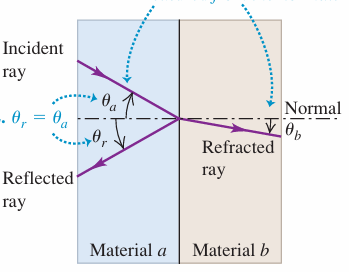 Incident
ray
θa
Normal
. θr = θa
θr
θb
Refracted
ray
Reflected
ray
Material a
Material b